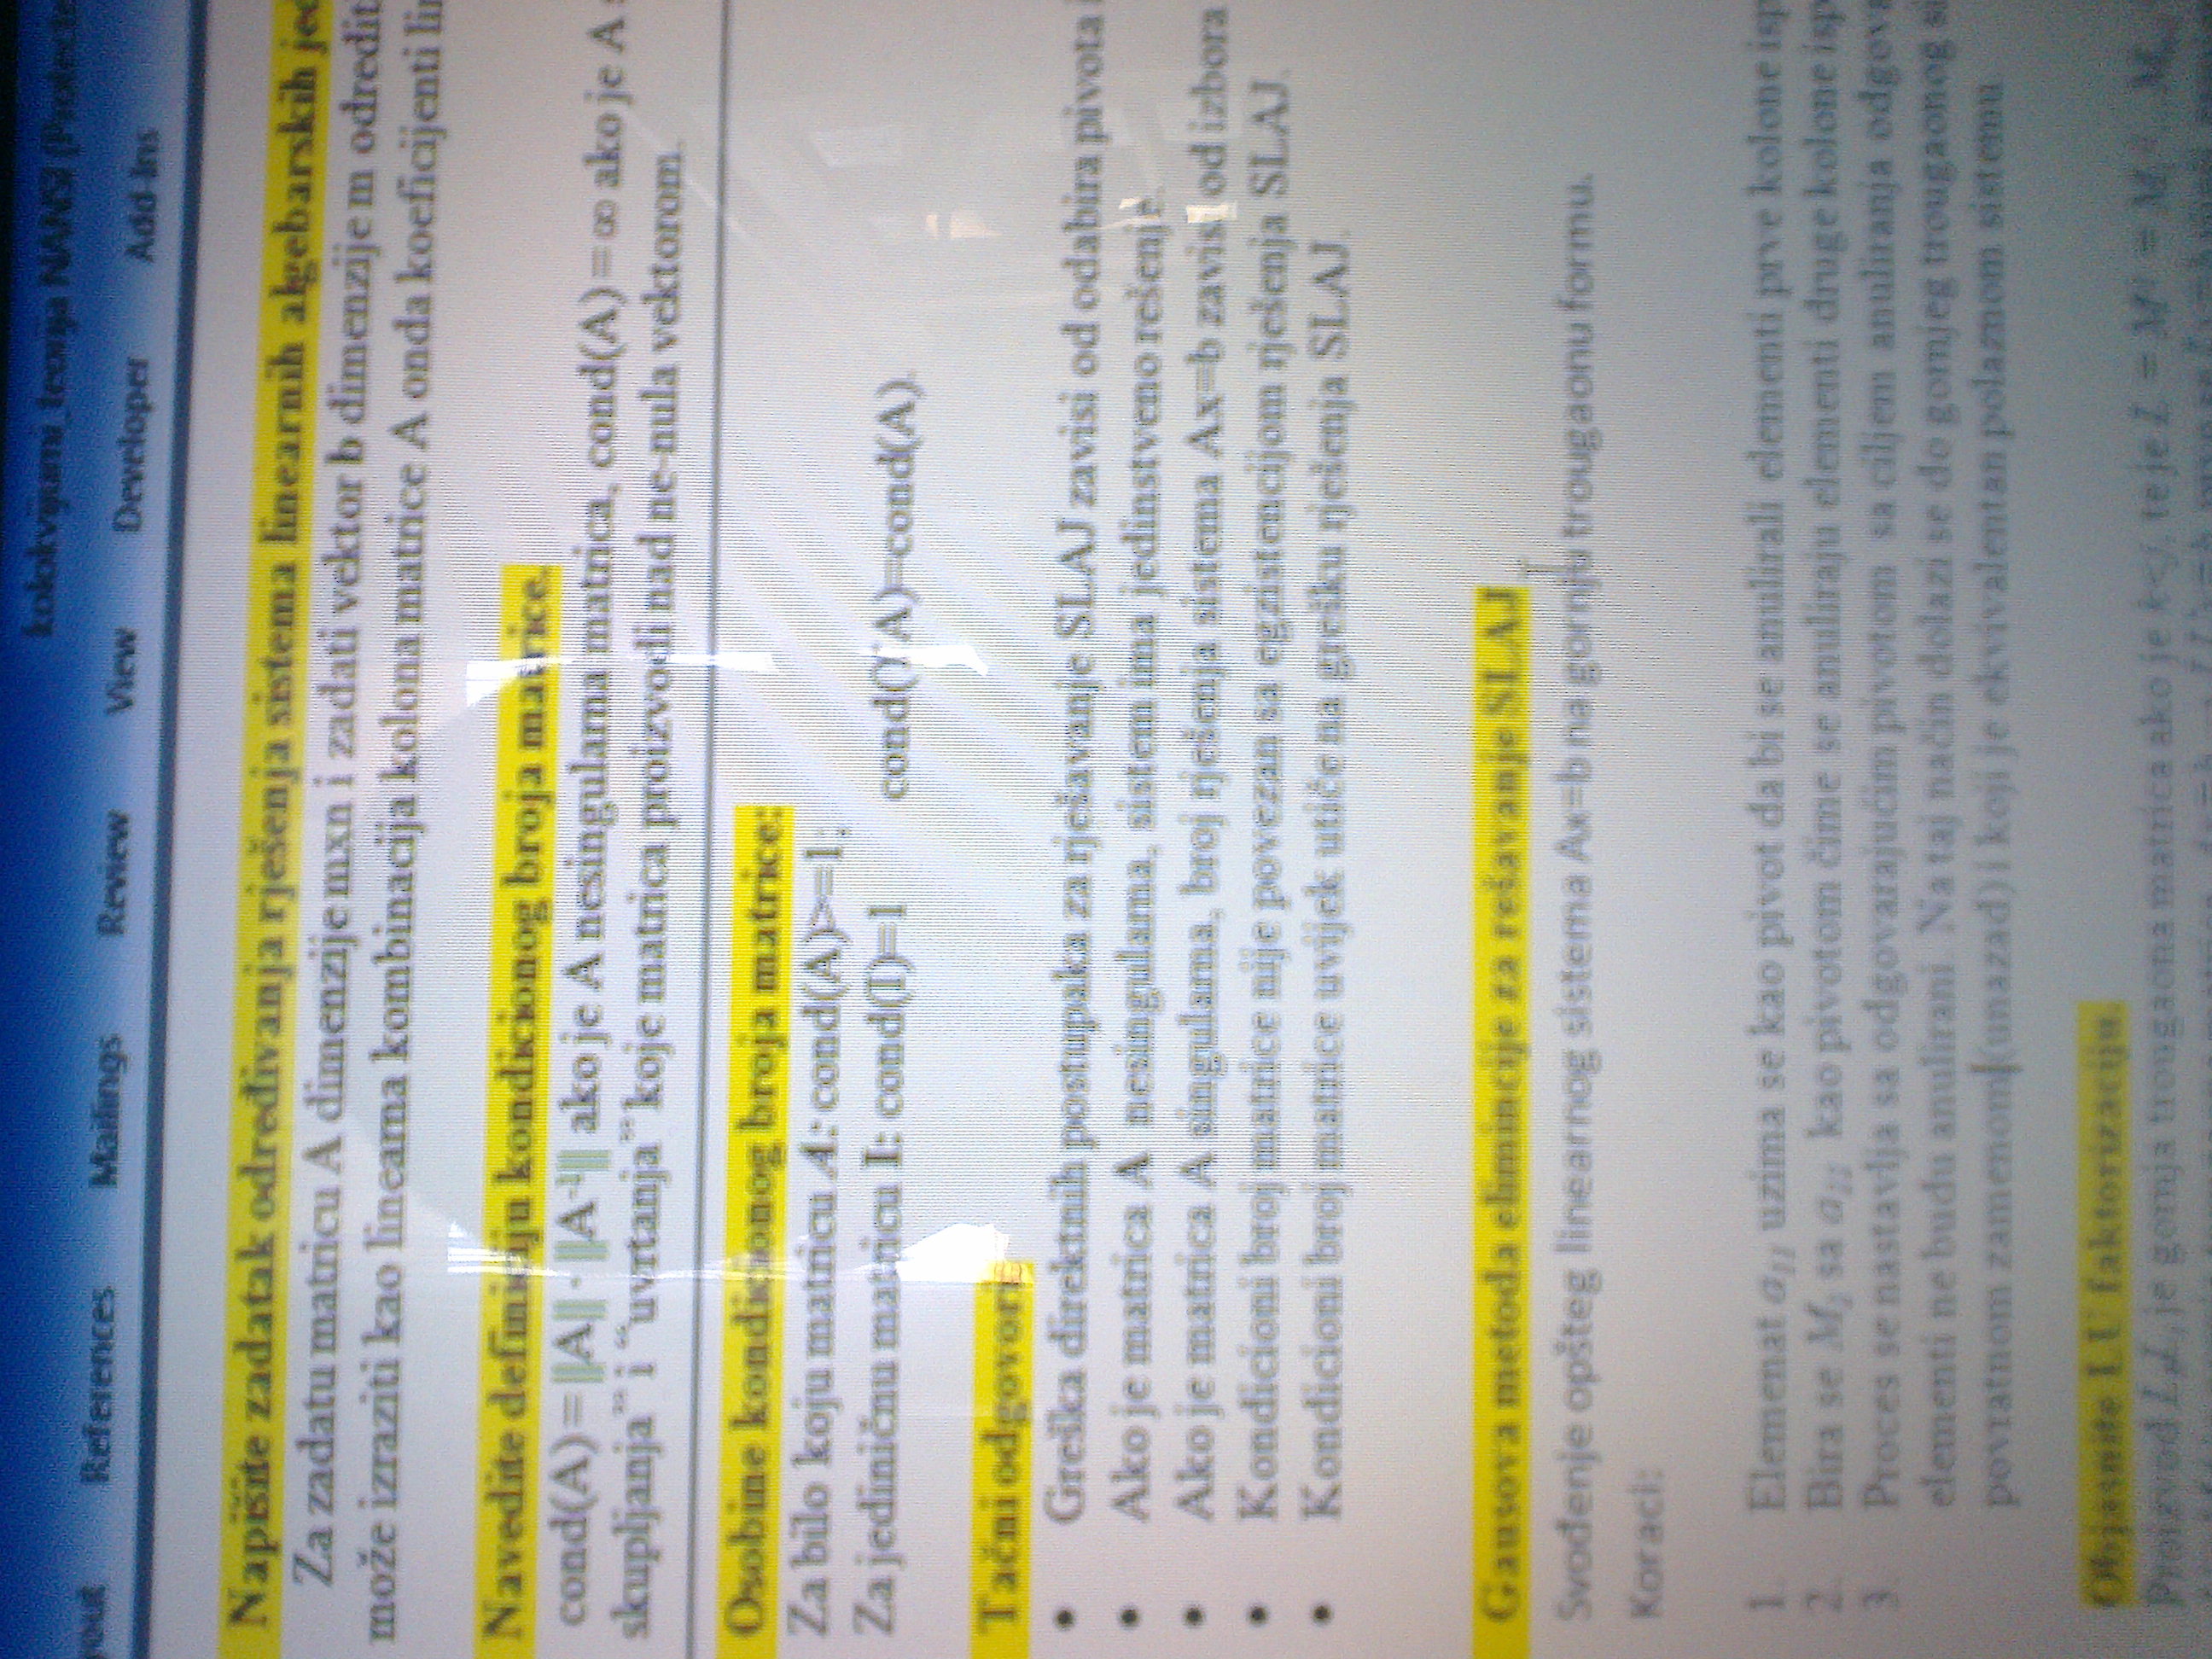 kolokvijumi_teorija NANSI (Protecte
yout References Mailings Review View Developer Add-Ins
Napišite zadatak određivanja rješenja sistema linearnih algebarskih jed
Za zadatu matricu A dimenzije mxn i zadati vektor b dimenzije m odredit
može izraziti kao linearna kombinacija kolona matrice A onda koeficijenti lin
Navedite definiciju kondicionog broja matrice.
cond(A)=||A|| · ||A⁻¹|| ako je A nesingularna matrica, cond(A)=∞ ako je A s
skupljanja” i “uvrtanja” koje matrica proizvodi nad ne-nula vektorom.
Osobine kondicionog broja matrice:
Za bilo koju matricu A: cond(A)>=1;
Za jediničnu matricu I: cond(I)=1 cond(γA)=cond(A).
Tačni odgovori:
• Greška direktnih postupaka za rješavanje SLAJ zavisi od odabira pivota i
• Ako je matrica A nesingularna, sistem ima jedinstveno rešenje.
• Ako je matrica A singularna, broj rješenja sistema Ax=b zavisi od izbora
• Kondicioni broj matrice nije povezan sa egzistencijom rješenja SLAJ.
• Kondicioni broj matrice uvijek utiče na grešku rješenja SLAJ.
Gausova metoda elimincije za rešavanje SLAJ
Svođenje opšteg linearnog sistema Ax=b na gornju trougaonu formu.
Koraci:
1. Elemenat a₁₁ uzima se kao pivot da bi se anulirali elementi prve kolone isp
2. Bira se M₂ sa a₂₂ kao pivotom čime se anuliraju elementi druge kolone isp
3. Proces se nastavlja sa odgovarajućim pivotom sa ciljem anuliranja odgova
elementi ne budu anulirani. Na taj način dolazi se do gornjeg trougaonog si
povratnom zamenom (unazad) i koji je ekvivalentan polaznom sistemu.
Objasnite LU faktorizaciju.
Proizvod je gornja trougaona matrica ako je k<j, te je L = M⁻¹ =